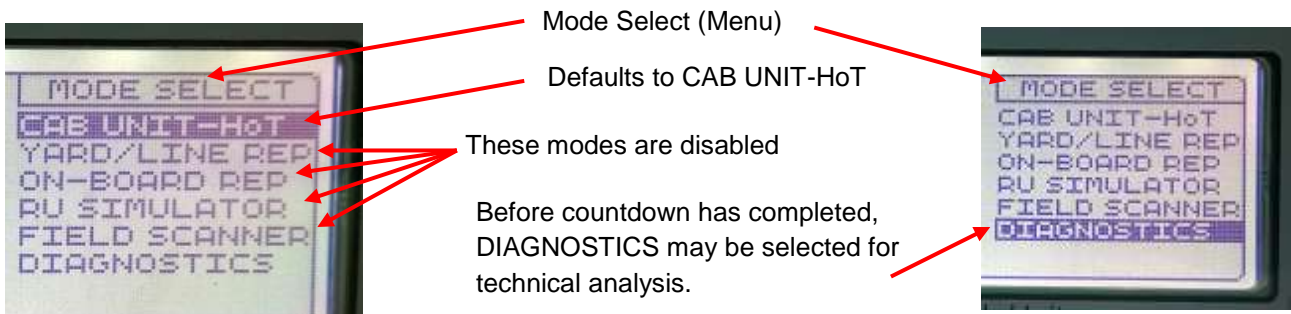 Mode Select (Menu)
Defaults to CAB UNIT-HoT
These modes are disabled
Before countdown has completed,
DIAGNOSTICS may be selected for
technical analysis.
MODE SELECT
CAB UNIT-HoT
YARD/LINE REP
ON-BOARD REP
RU SIMULATOR
FIELD SCANNER
DIAGNOSTICS
MODE SELECT
CAB UNIT-HoT
YARD/LINE REP
ON-BOARD REP
RU SIMULATOR
FIELD SCANNER
DIAGNOSTICS